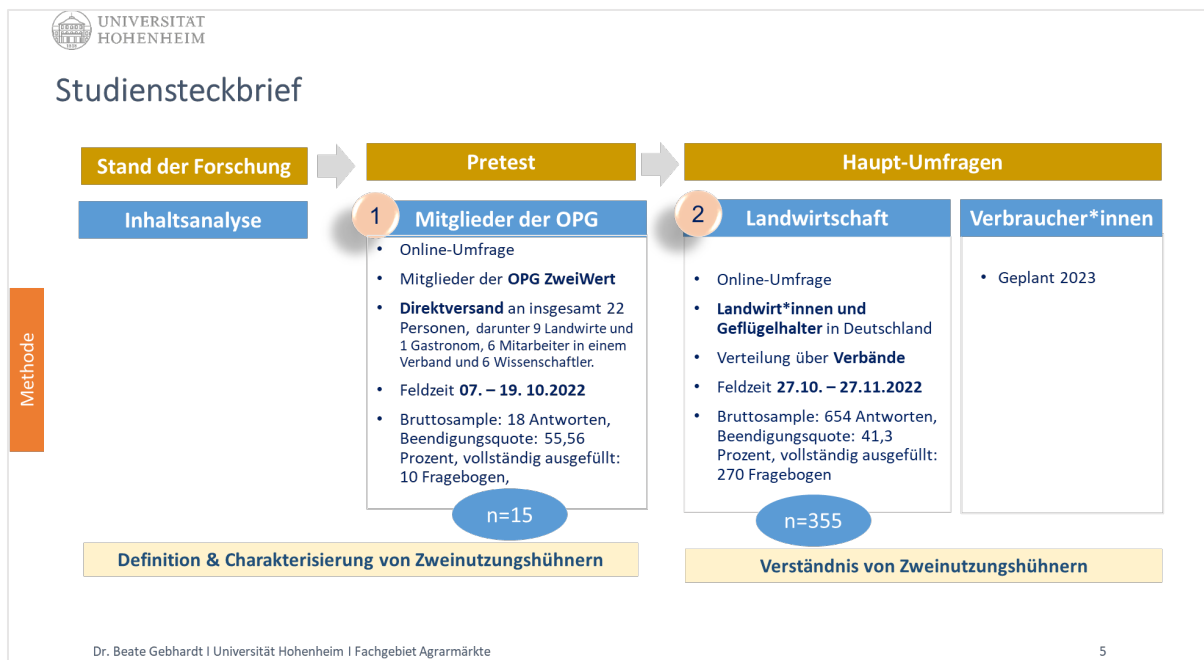 UNIVERSITÄT
HOHENHEIM
Studiensteckbrief
Methode
Stand der Forschung
Inhaltsanalyse
Pretest
1
Mitglieder der OPG
• Online-Umfrage
• Mitglieder der OPG ZweiWert
• Direktversand an insgesamt 22
Personen, darunter 9 Landwirte und
1 Gastronom, 6 Mitarbeiter in einem
Verband und 6 Wissenschaftler.
• Feldzeit 07. – 19. 10.2022
• Bruttosample: 18 Antworten,
Beendigungsquote: 55,56
Prozent, vollständig ausgefüllt:
10 Fragebogen,
n=15
Definition & Charakterisierung von Zweinutzungshühnern
Haupt-Umfragen
2
Landwirtschaft
• Online-Umfrage
• Landwirt*innen und
Geflügelhalter in Deutschland
• Verteilung über Verbände
• Feldzeit 27.10. – 27.11.2022
• Bruttosample: 654 Antworten,
Beendigungsquote: 41,3
Prozent, vollständig ausgefüllt:
270 Fragebogen
n=355
Verbraucher*innen
• Geplant 2023
Verständnis von Zweinutzungshühnern
Dr. Beate Gebhardt I Universität Hohenheim I Fachgebiet Agrarmärkte
5